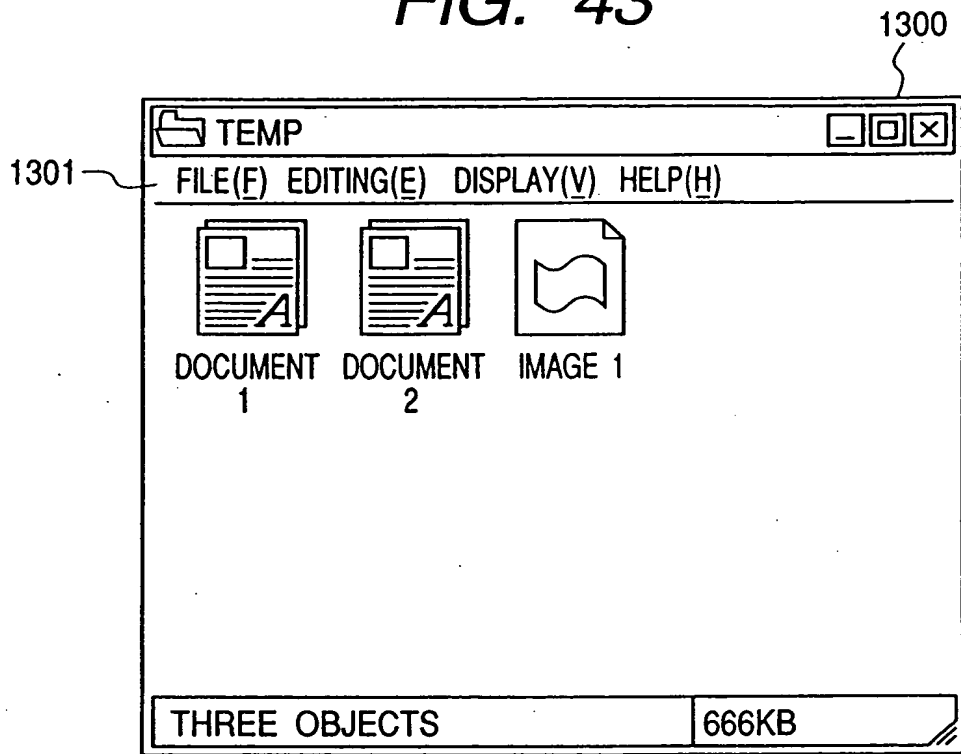 FIG. 43
1300
TEMP
1301
FILE(F) EDITING(E) DISPLAY(V) HELP(H)
DOCUMENT 1
DOCUMENT 2
IMAGE 1
THREE OBJECTS
666KB